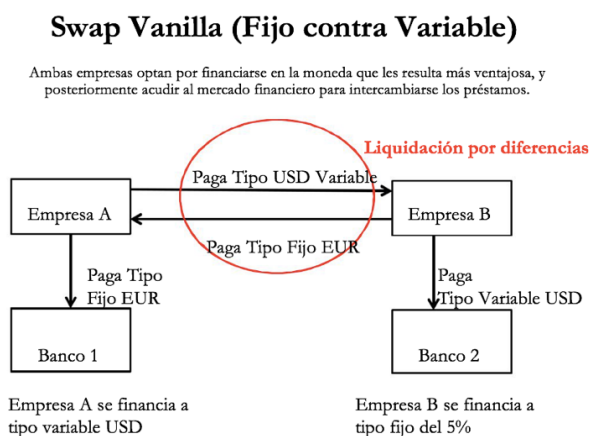 Swap Vanilla (Fijo contra Variable)
Ambas empresas optan por financiarse en la moneda que les resulta más ventajosa, y
posteriormente acudir al mercado financiero para intercambiarse los préstamos.
Liquidación por diferencias
Paga Tipo USD Variable
Empresa A
Empresa B
Paga Tipo Fijo EUR
Paga Tipo
Fijo EUR
Paga
Tipo Variable USD
Banco 1
Banco 2
Empresa A se financia a
tipo variable USD
Empresa B se financia a
tipo fijo del 5%